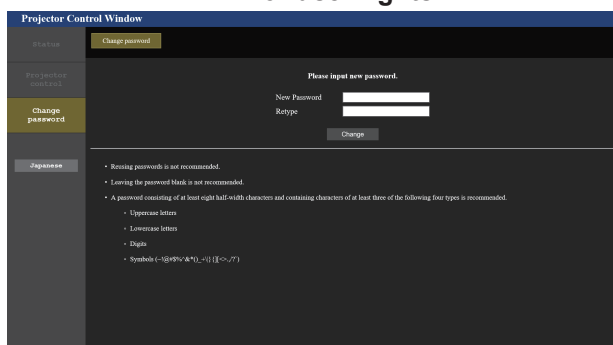 Projector Control Window
Status
Change password
Projector
control
Change
password
Japanese
Please input new password.
New Password
Retype
Change
• Reusing passwords is not recommended.
• Leaving the password blank is not recommended.
• A password consisting of at least eight half-width characters and containing characters of at least three of the following four types is recommended.
◦ Uppercase letters
◦ Lowercase letters
◦ Digits